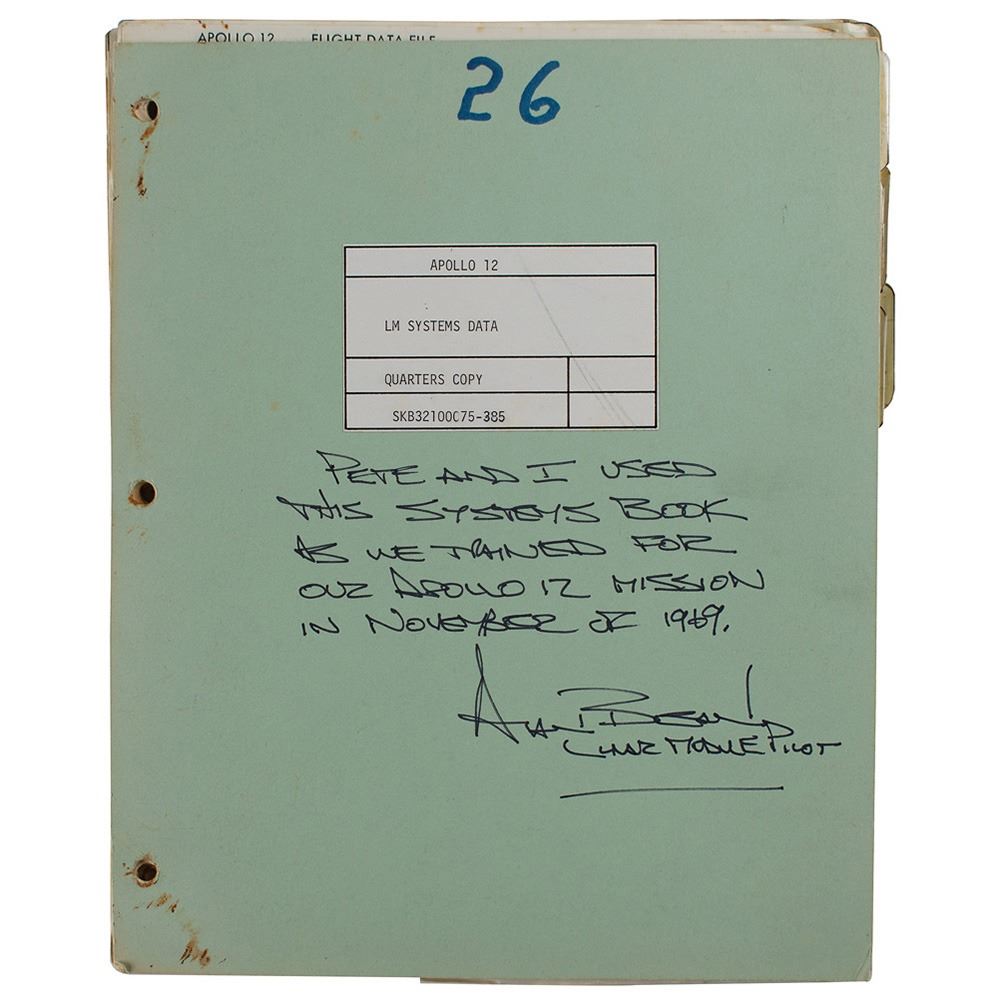 APOLLO 12 FLIGHT DATA FILE
26
APOLLO 12
LM SYSTEMS DATA
QUARTERS COPY
SKB32100075-385
PETE AND I USED
THIS SYSTEMS BOOK
AS WE TRAINED FOR
OUR APOLLO 12 MISSION
IN NOVEMBER OF 1969.
Alan Bean
LUNAR MODULE PILOT